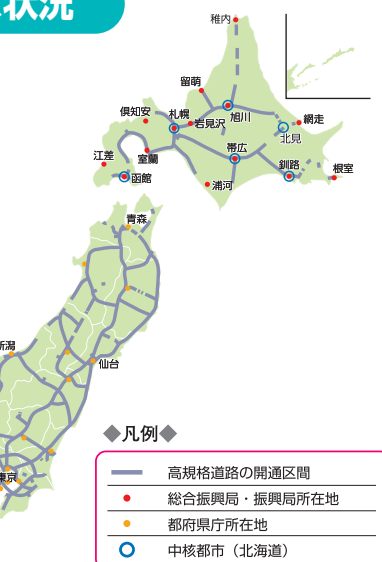 状況
稚内
留萌
旭川
倶知安
札幌
岩見沢
網走
北見
江差
室蘭
帯広
釧路
根室
函館
浦河
青森
新潟
仙台
東京
◆凡例◆
高規格道路の開通区間
総合振興局・振興局所在地
都府県庁所在地
中核都市（北海道）